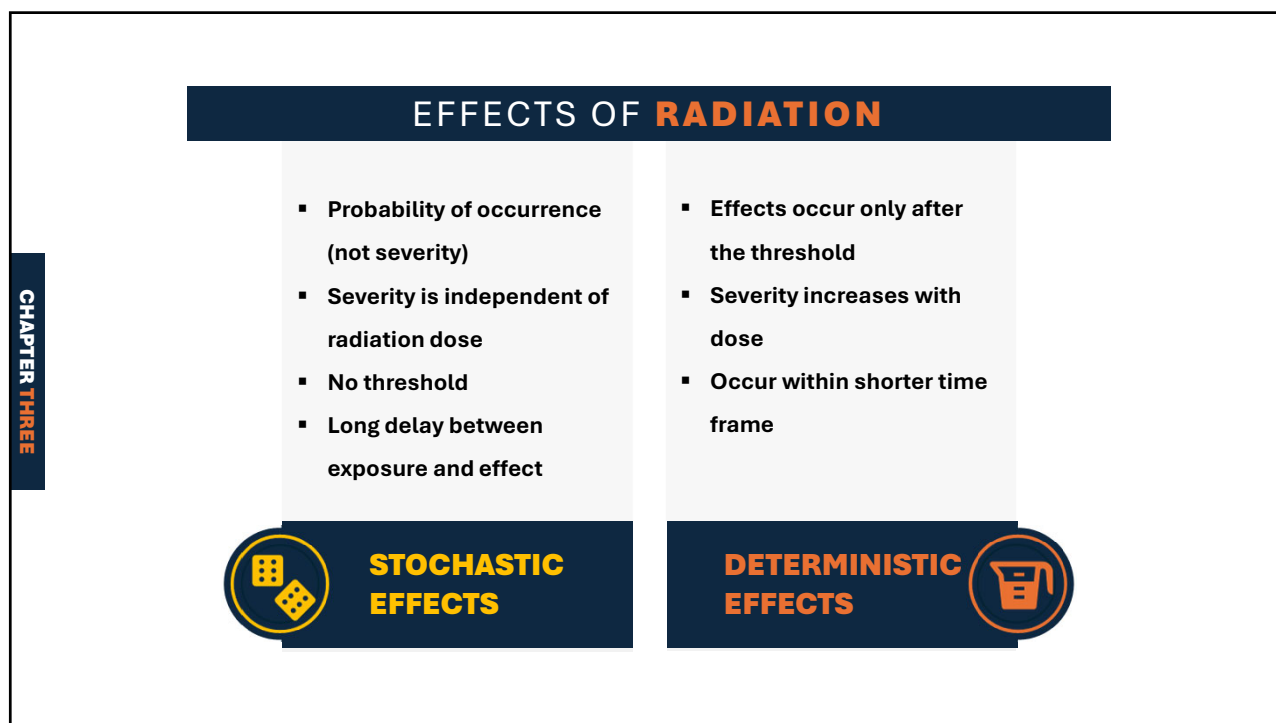 EFFECTS OF RADIATION
▪ Probability of occurrence
(not severity)
▪ Severity is independent of
radiation dose
▪ No threshold
▪ Long delay between
exposure and effect
STOCHASTIC
EFFECTS
▪ Effects occur only after
the threshold
▪ Severity increases with
dose
▪ Occur within shorter time
frame
DETERMINISTIC
EFFECTS
CHAPTER THREE